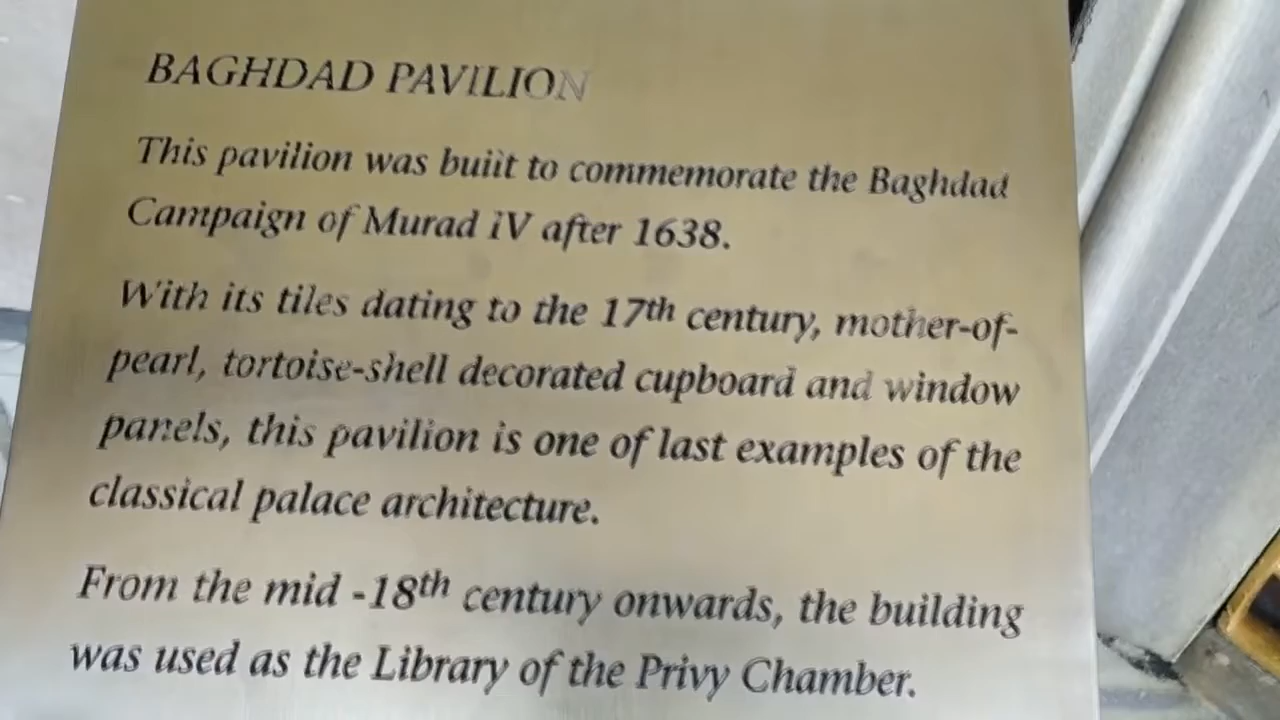 BAGHDAD PAVILION
This pavilion was built to commemorate the Baghdad
Campaign of Murad IV after 1638.
With its tiles dating to the 17th century, mother-of-
pearl, tortoise-shell decorated cupboard and window
panels, this pavilion is one of last examples of the
classical palace architecture.
From the mid -18th century onwards, the building
was used as the Library of the Privy Chamber.